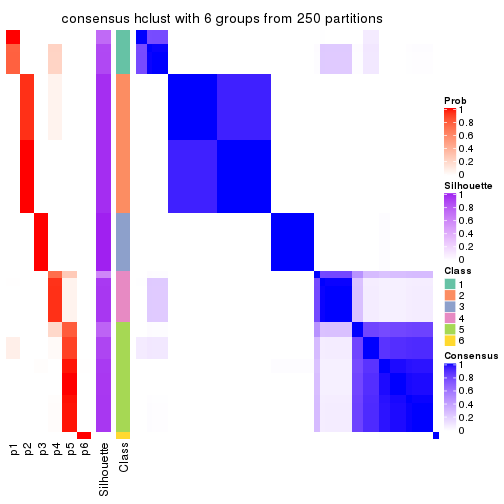 consensus hclust with 6 groups from 250 partitions
Prob
1
0.8
0.6
0.4
0.2
0
Silhouette
1
0.8
0.6
0.4
0.2
0
Class
1
2
3
4
5
6
Consensus
1
0.8
0.6
0.4
0.2
0
p1
p2
p3
p4
p5
p6
Silhouette
Class